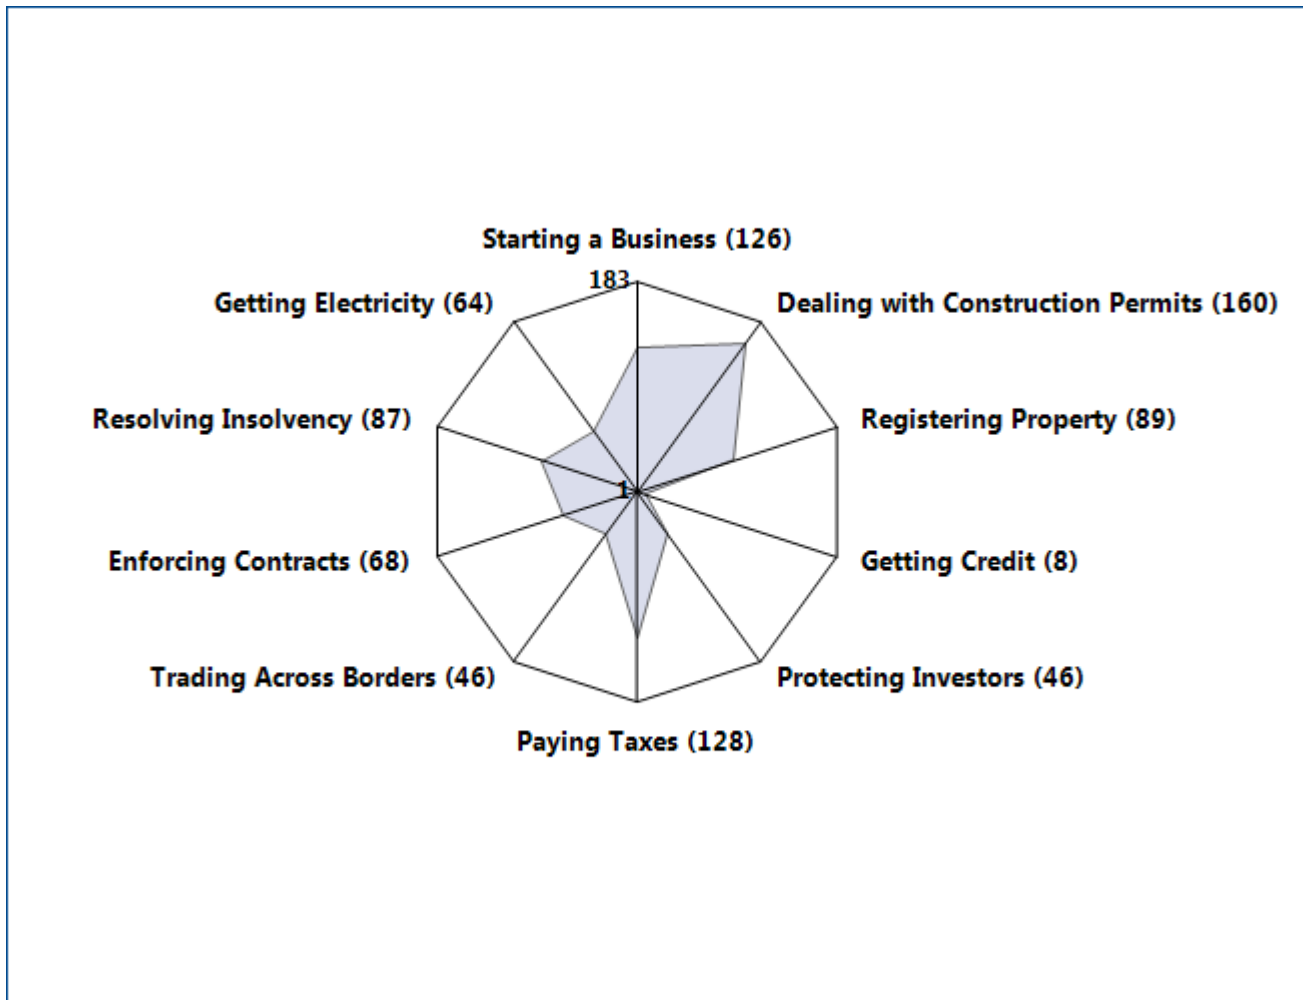 Starting a Business (126)
183
Getting Electricity (64)
Dealing with Construction Permits (160)
Resolving Insolvency (87)
Registering Property (89)
1
Enforcing Contracts (68)
Getting Credit (8)
Trading Across Borders (46)
Protecting Investors (46)
Paying Taxes (128)